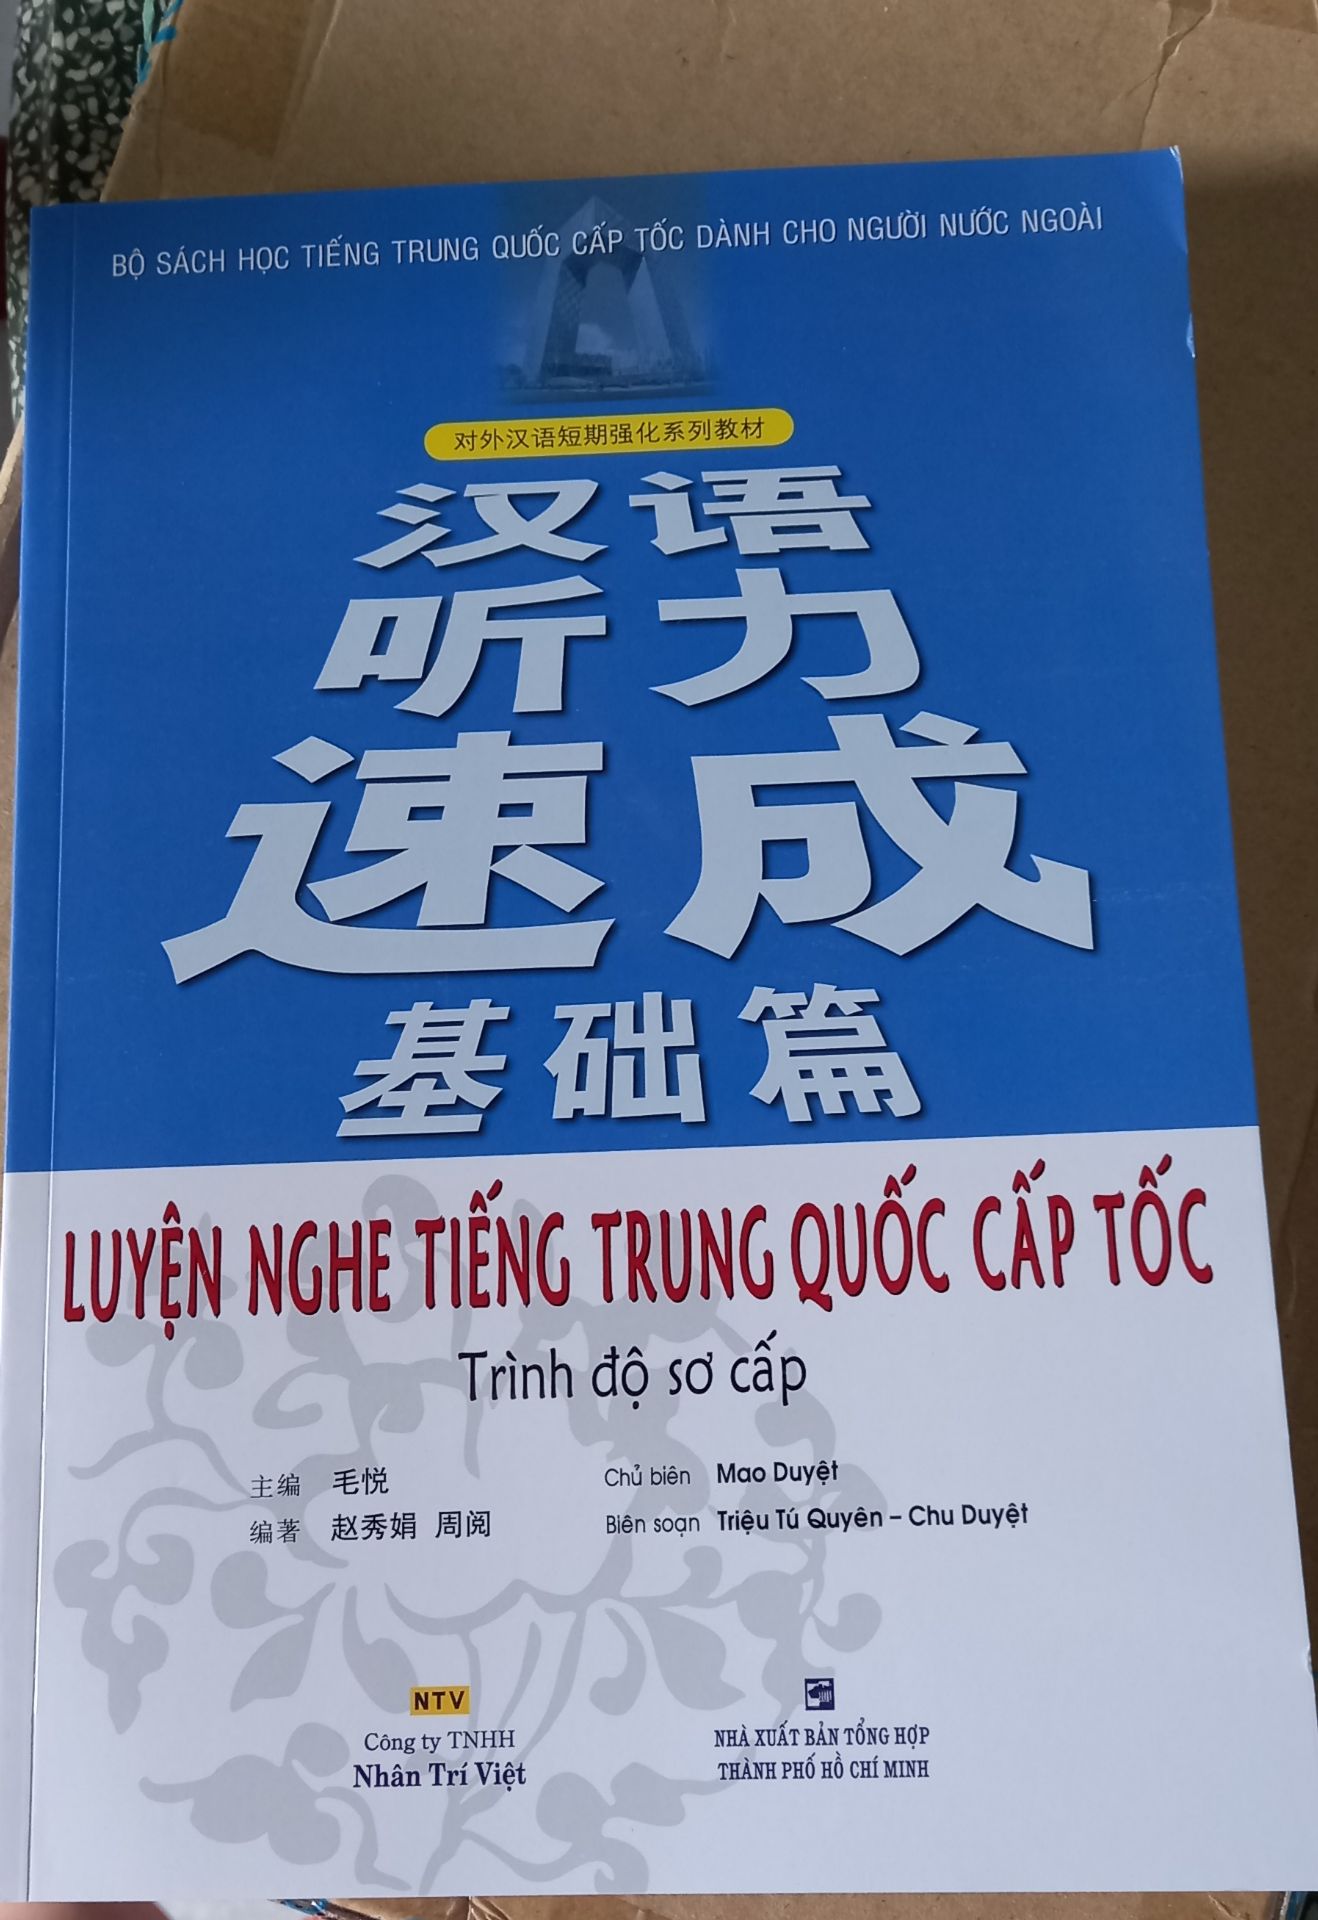 BỘ SÁCH HỌC TIẾNG TRUNG QUỐC CẤP TỐC DÀNH CHO NGƯỜI NƯỚC NGOÀI
对外汉语短期强化系列教材
汉语
听力
速成
基础篇
LUYỆN NGHE TIẾNG TRUNG QUỐC CẤP TỐC
Trình độ sơ cấp
主编 毛悦
编著 赵秀娟 周阅
Chủ biên Mao Duyệt
Biên soạn Triệu Tú Quyên – Chu Duyệt
NTV
Công ty TNHH
Nhân Trí Việt
NHÀ XUẤT BẢN TỔNG HỢP
THÀNH PHỐ HỒ CHÍ MINH